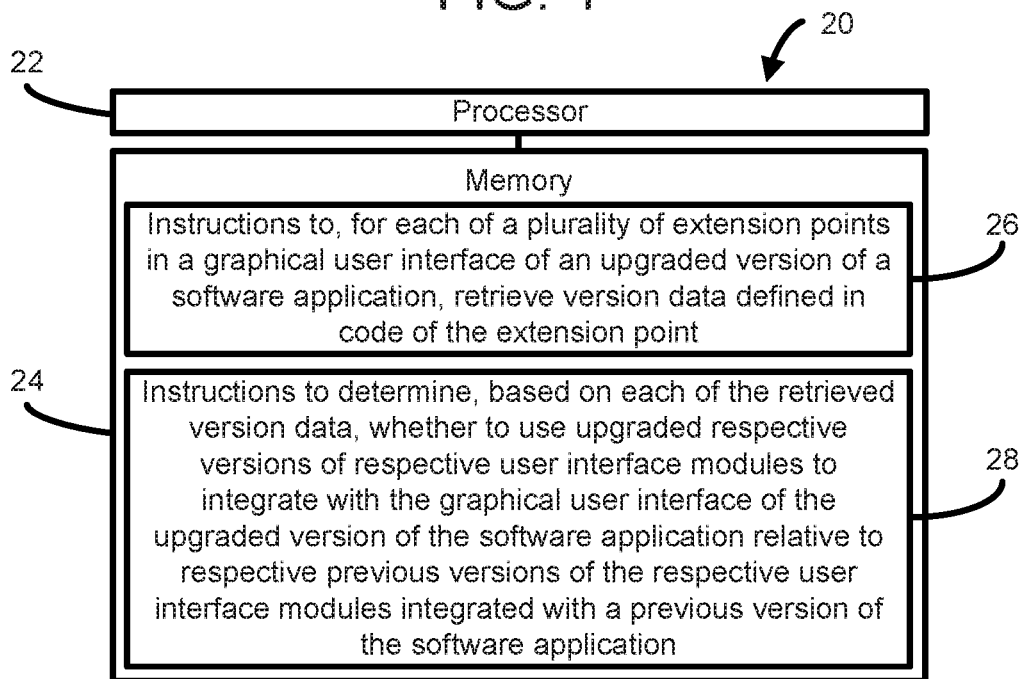 20
22
Processor
Memory
Instructions to, for each of a plurality of extension points
in a graphical user interface of an upgraded version of a
software application, retrieve version data defined in
code of the extension point
26
24
Instructions to determine, based on each of the retrieved
version data, whether to use upgraded respective
versions of respective user interface modules to
integrate with the graphical user interface of the
upgraded version of the software application relative to
respective previous versions of the respective user
interface modules integrated with a previous version of
the software application
28